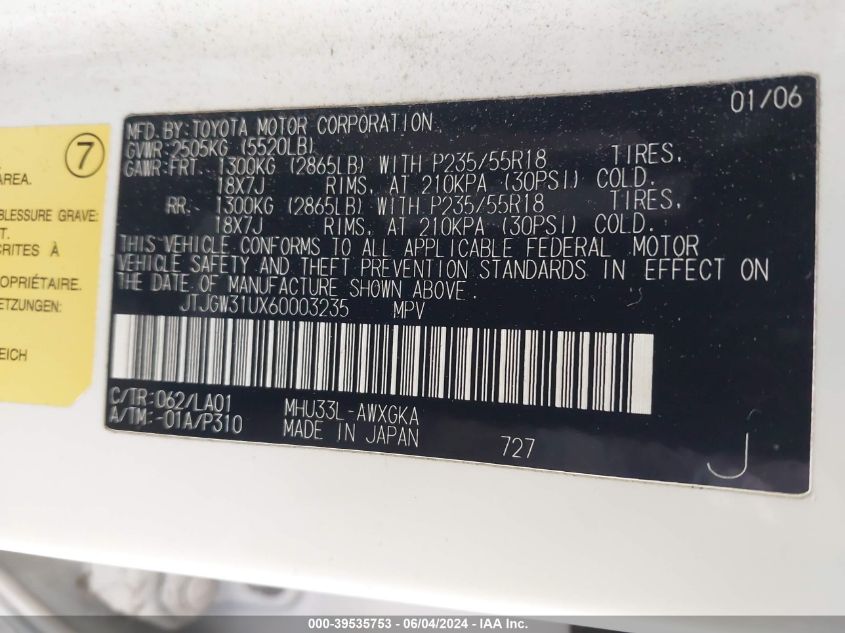 01/06
MFD.BY:TOYOTA MOTOR CORPORATION
GVWR:2505KG (5520LB)
GAWR:FRT. 1300KG (2865LB) WITH P235/55R18 TIRES,
18X7J RIMS, AT 210KPA (30PSI) COLD.
RR. 1300KG (2865LB) WITH P235/55R18 TIRES,
18X7J RIMS, AT 210KPA (30PSI) COLD.
THIS VEHICLE CONFORMS TO ALL APPLICABLE FEDERAL MOTOR
VEHICLE SAFETY AND THEFT PREVENTION STANDARDS IN EFFECT ON
THE DATE OF MANUFACTURE SHOWN ABOVE.
JTJGW31UX60003235 MPV
C/TR:062/LA01 MHU33L-AWXGKA
A/TM:-01A/P310 MADE IN JAPAN 727
J
7
AREA.
BLESSURE GRAVE:
T.
CRITES À
OPRIÉTAIRE.
ETZUNGEN:
EICH
000-39535753 - 06/04/2024 - IAAI.COM